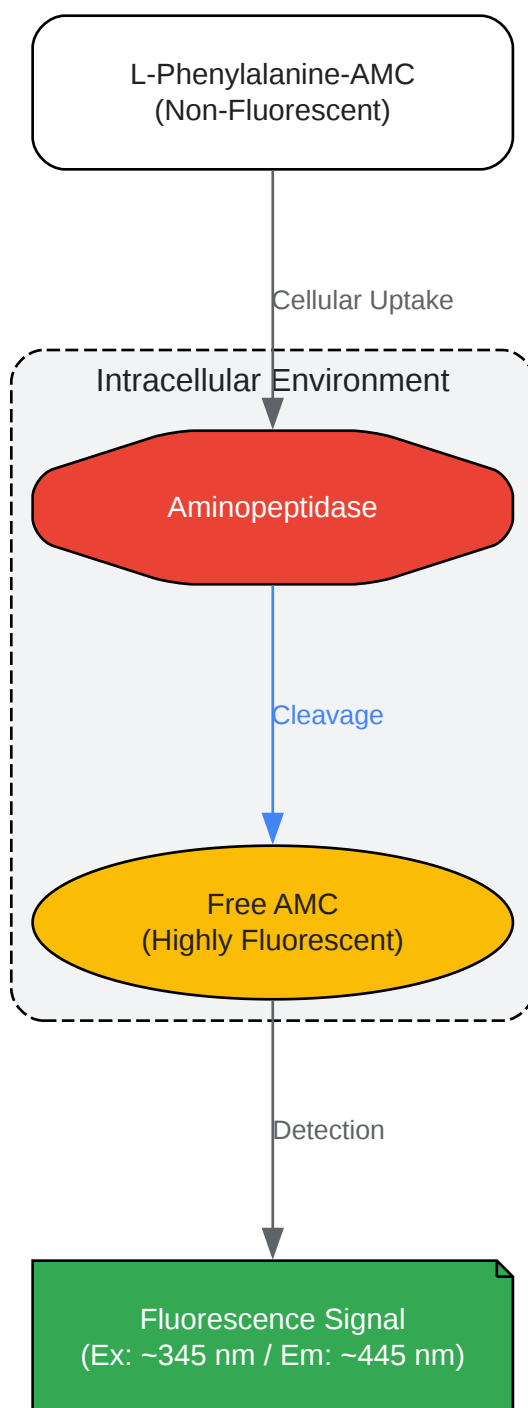 L-Phenylalanine-AMC
(Non-Fluorescent)
Cellular Uptake
Intracellular Environment
Aminopeptidase
Cleavage
Free AMC
(Highly Fluorescent)
Detection
Fluorescence Signal
(Ex: ~345 nm / Em: ~445 nm)